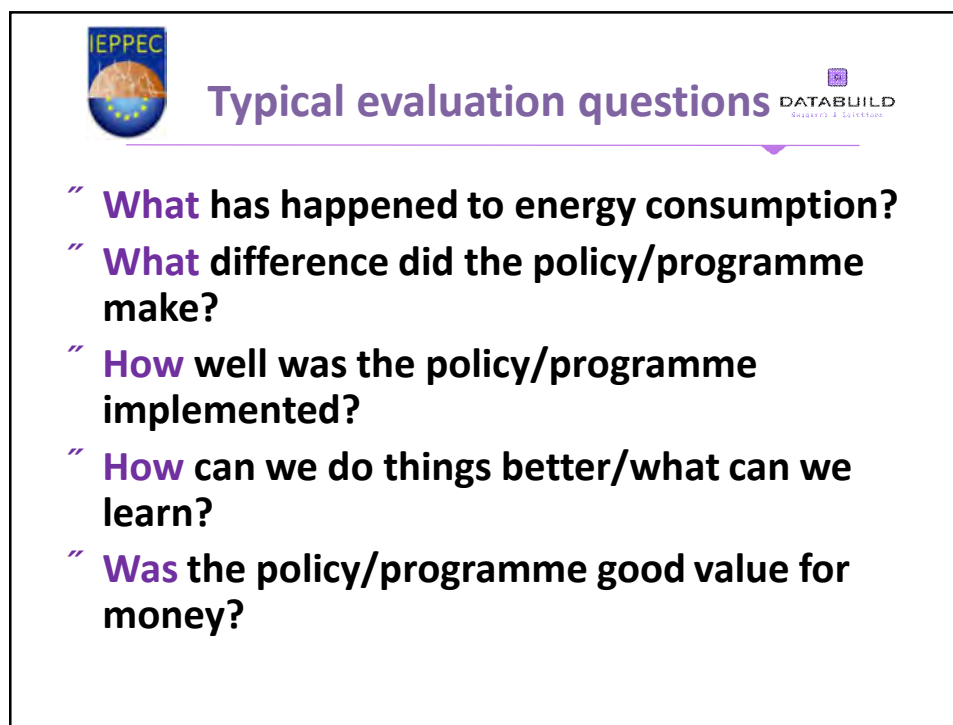 IEPPEC
Typical evaluation questions
DATABUILD
Research & Solutions
˝ What has happened to energy consumption?
˝ What difference did the policy/programme
make?
˝ How well was the policy/programme
implemented?
˝ How can we do things better/what can we
learn?
˝ Was the policy/programme good value for
money?